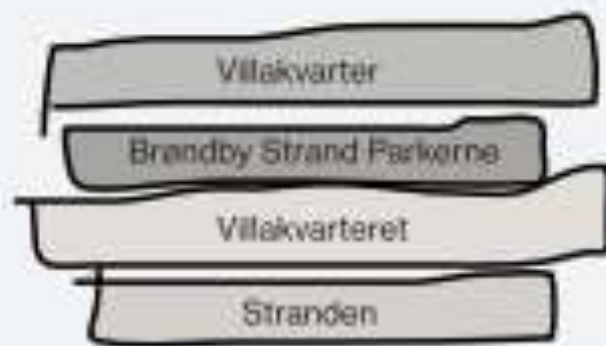 Villakvarter
Brøndby Strand Parkerne
Villakvarteret
Stranden